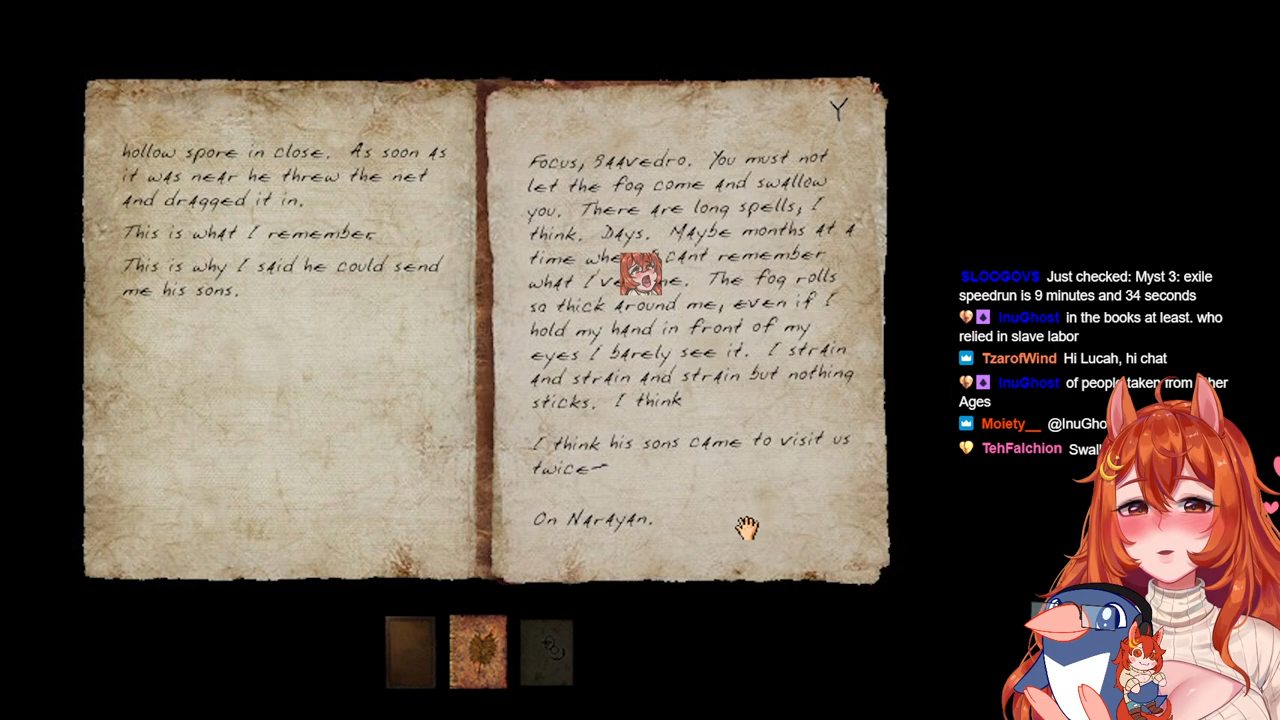 hollow spore in close. As soon as
it was near he threw the net
and dragged it in.
This is what I remember.
This is why I said he could send
me his sons.
Y
Focus, Saavedro. You must not
let the fog come and swallow
you. There are long spells, I
think. Days. Maybe months at a
time cant remember
what I've The fog rolls
so thick around me, even if I
hold my hand in front of my
eyes I barely see it. I strain
and strain and strain but nothing
sticks. I think
I think his sons came to visit us
twice—
On Narayan.
SLOOGOVS Just checked: Myst 3: exile
speedrun is 9 minutes and 34 seconds
InuGhost in the books at least. who
relied in slave labor
TzarofWind Hi Lucah, hi chat
InuGhost of people taken from
Ages
Moiety__
TehFalchion